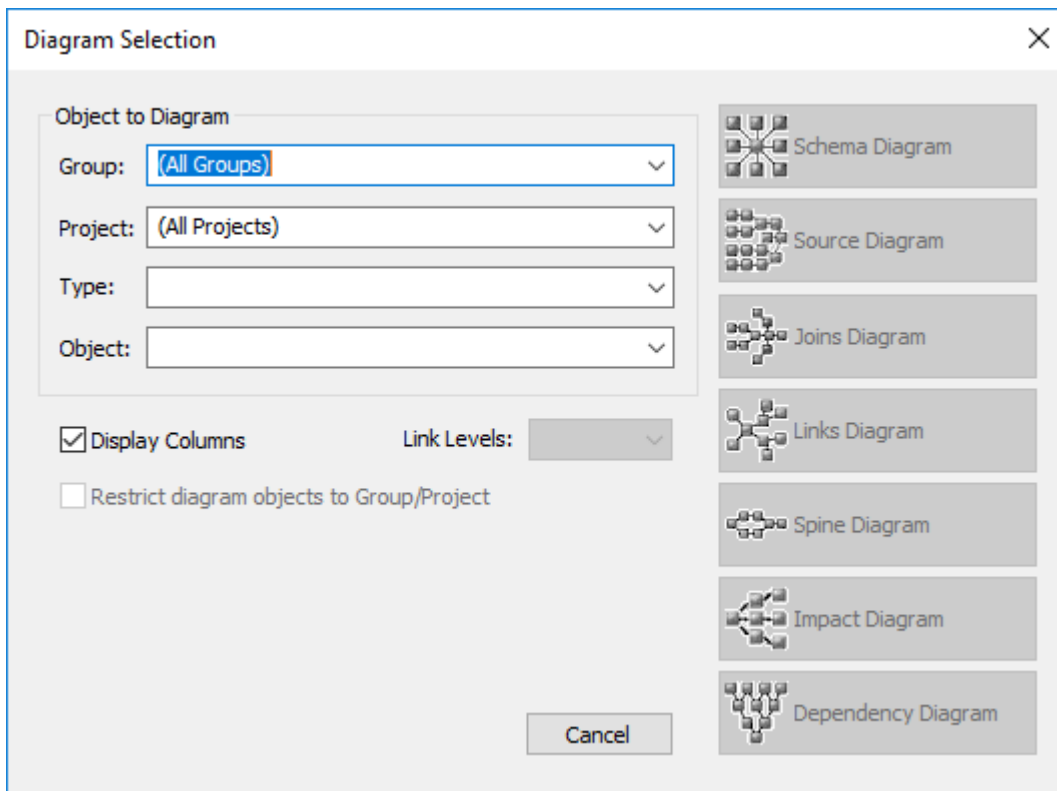 Diagram Selection
Object to Diagram
Group: (All Groups)
Project: (All Projects)
Type:
Object:
Display Columns
Link Levels:
Restrict diagram objects to Group/Project
Cancel
Schema Diagram
Source Diagram
Joins Diagram
Links Diagram
Spine Diagram
Impact Diagram
Dependency Diagram